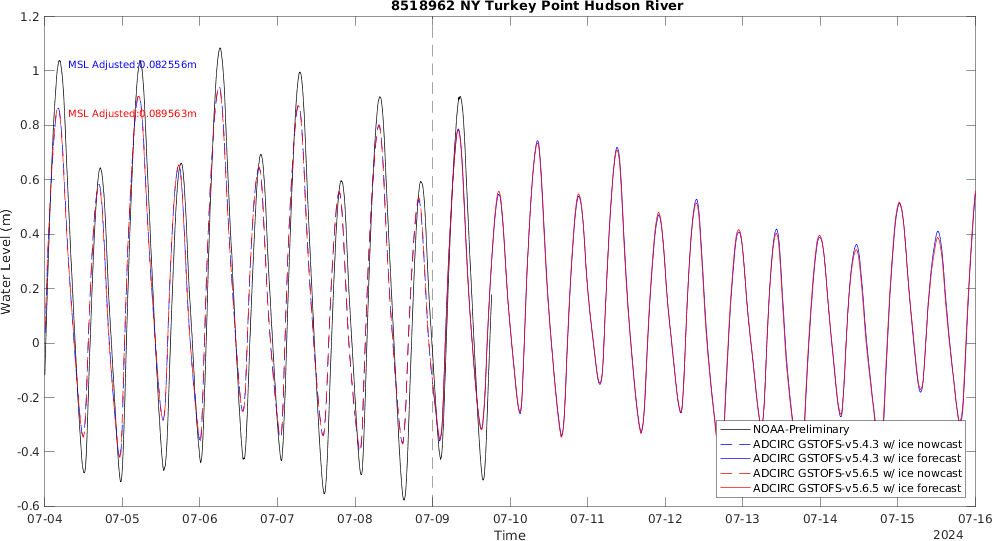 8518962 NY Turkey Point Hudson River
1.2
1
0.8
0.6
0.4
0.2
0
-0.2
-0.4
-0.6
Water Level (m)
MSL Adjusted:0.082556m
MSL Adjusted:0.089563m
NOAA-Preliminary
ADCIRC GSTOFS-v5.4.3 w/ ice nowcast
ADCIRC GSTOFS-v5.4.3 w/ ice forecast
ADCIRC GSTOFS-v5.6.5 w/ ice nowcast
ADCIRC GSTOFS-v5.6.5 w/ ice forecast
07-04 07-05 07-06 07-07 07-08 07-09 07-10 07-11 07-12 07-13 07-14 07-15 07-16
Time
2024